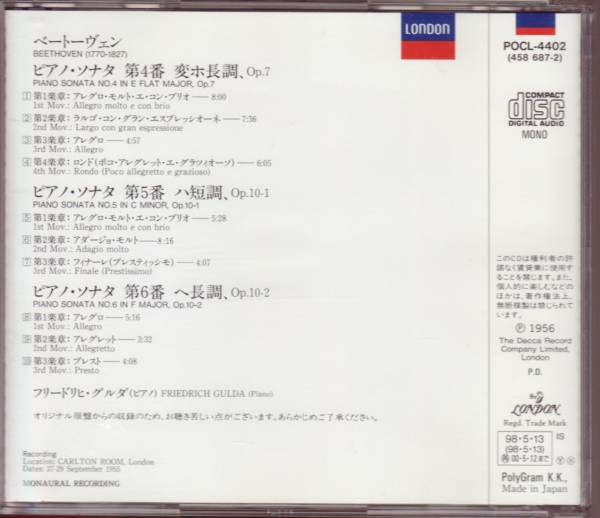 ベートーヴェン
BEETHOVEN (1770-1827)
ピアノ・ソナタ 第4番 変ホ長調、Op.7
PIANO SONATA NO.4 IN E FLAT MAJOR, Op.7
1 第1楽章：アレグロ・モルト・エ・コン・ブリオ――8:00
1st Mov.: Allegro molto e con brio
2 第2楽章：ラルゴ・コン・グラン・エスプレッシオーネ――7:36
2nd Mov.: Largo con gran espressione
3 第3楽章：アレグロ――4:57
3rd Mov.: Allegro
4 第4楽章：ロンド(ポコ・アレグレット・エ・グラツィオーソ)――6:05
4th Mov.: Rondo (Poco allegretto e grazioso)
ピアノ・ソナタ 第5番 ハ短調、Op.10-1
PIANO SONATA NO.5 IN C MINOR, Op.10-1
5 第1楽章：アレグロ・モルト・エ・コン・ブリオ――5:28
1st Mov.: Allegro molto e con brio
6 第2楽章：アダージョ・モルト――8:16
2nd Mov.: Adagio molto
7 第3楽章：フィナーレ(プレスティッシモ)――4:07
3rd Mov.: Finale (Prestissimo)
ピアノ・ソナタ 第6番 ヘ長調、Op.10-2
PIANO SONATA NO.6 IN F MAJOR, Op.10-2
8 第1楽章：アレグロ――5:16
1st Mov.: Allegro
9 第2楽章：アレグレット――3:32
2nd Mov.: Allegretto
10 第3楽章：プレスト――4:08
3rd Mov.: Presto
フリードリヒ・グルダ(ピアノ) FRIEDRICH GULDA (Piano)
オリジナル原盤からの収録のため、お聴き苦しい点がございます。あらかじめご了承ください。
Recording
Location: CARLTON ROOM, London
Dates: 27-29 September 1955
MONAURAL RECORDING
LONDON
POCL-4402
(458 687-2)
COMPACT
disc
DIGITAL AUDIO
MONO
このCDは権利者の許
諾なく賃貸業に使用する
ことを禁じます。また、
個人的に楽しむなどの
ほかは、著作権法上、
無断複製は禁じられて
います。
Ⓟ 1956
The Decca Record
Company Limited,
London
P.D.
LONDON
Regd. Trade Mark
98・5・13
(98・5・13)
再00・5・12まで
IS
PolyGram K.K.,
Made in Japan